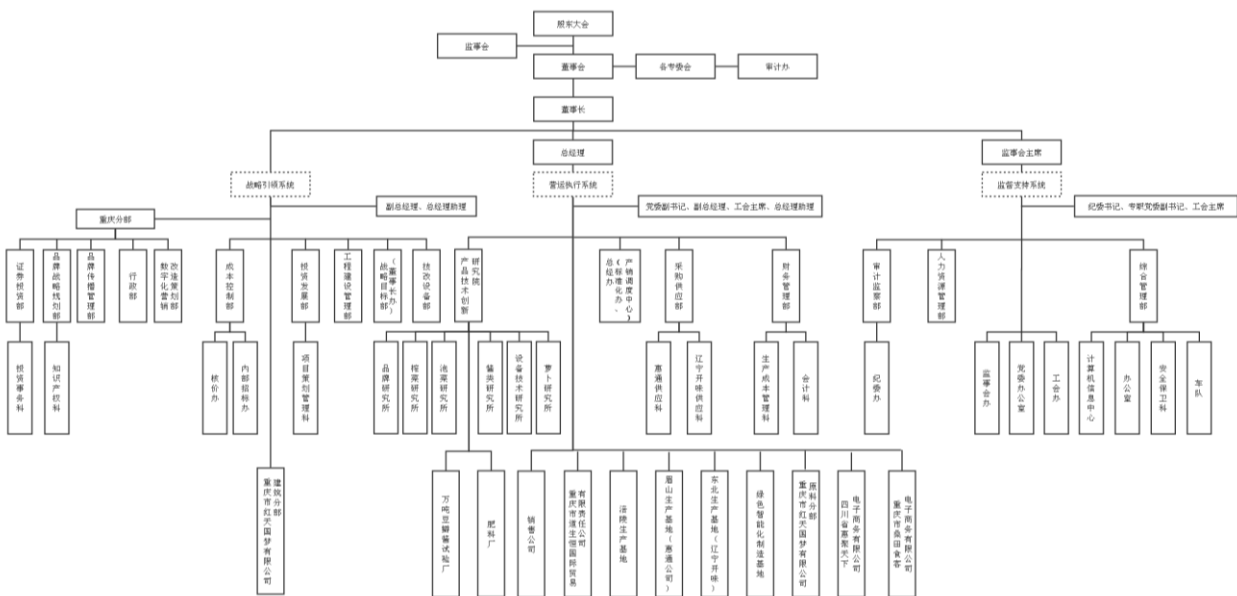 股东大会
监事会
董事会
各专委会
审计办
董事长
总经理
监事会主席
战略引领系统
营运执行系统
监督支持系统
副总经理、总经理助理
党委副书记、副总经理、工会主席、总经理助理
纪委书记、专职党委副书记、工会主席
重庆分部
证券投资部
品牌战略规划部
品牌传播管理部
行政部
数字化营销
改造策划部
成本控制部
投资发展部
工程建设管理部
战略目标部
(董事长办)
技改设备部
产品技术创新
研究院
总经办
(标准化办、
产销调度中心)
采购供应部
财务管理部
审计监察部
人力资源管理部
综合管理部
投资事务科
知识产权科
核价办
内部招标办
项目策划管理科
品牌研究所
榨菜研究所
泡菜研究所
酱类研究所
设备技术研究所
萝卜研究所
惠通供应科
辽宁开味供应科
生产成本管理科
会计科
纪委办
监事会办
党委办公室
工会办
计算机信息中心
办公室
安全保卫科
车队
重庆市红天国梦有限公司
建筑分部
万吨豆瓣酱试验厂
肥料厂
销售公司
重庆市道生恒国际贸易
有限责任公司
涪陵生产基地
眉山生产基地(惠通公司)
东北生产基地(辽宁开味)
绿色智能化制造基地
重庆市红天国梦有限公司
原料分部
四川省惠聚天下
电子商务有限公司
重庆市桑田食客
电子商务有限公司